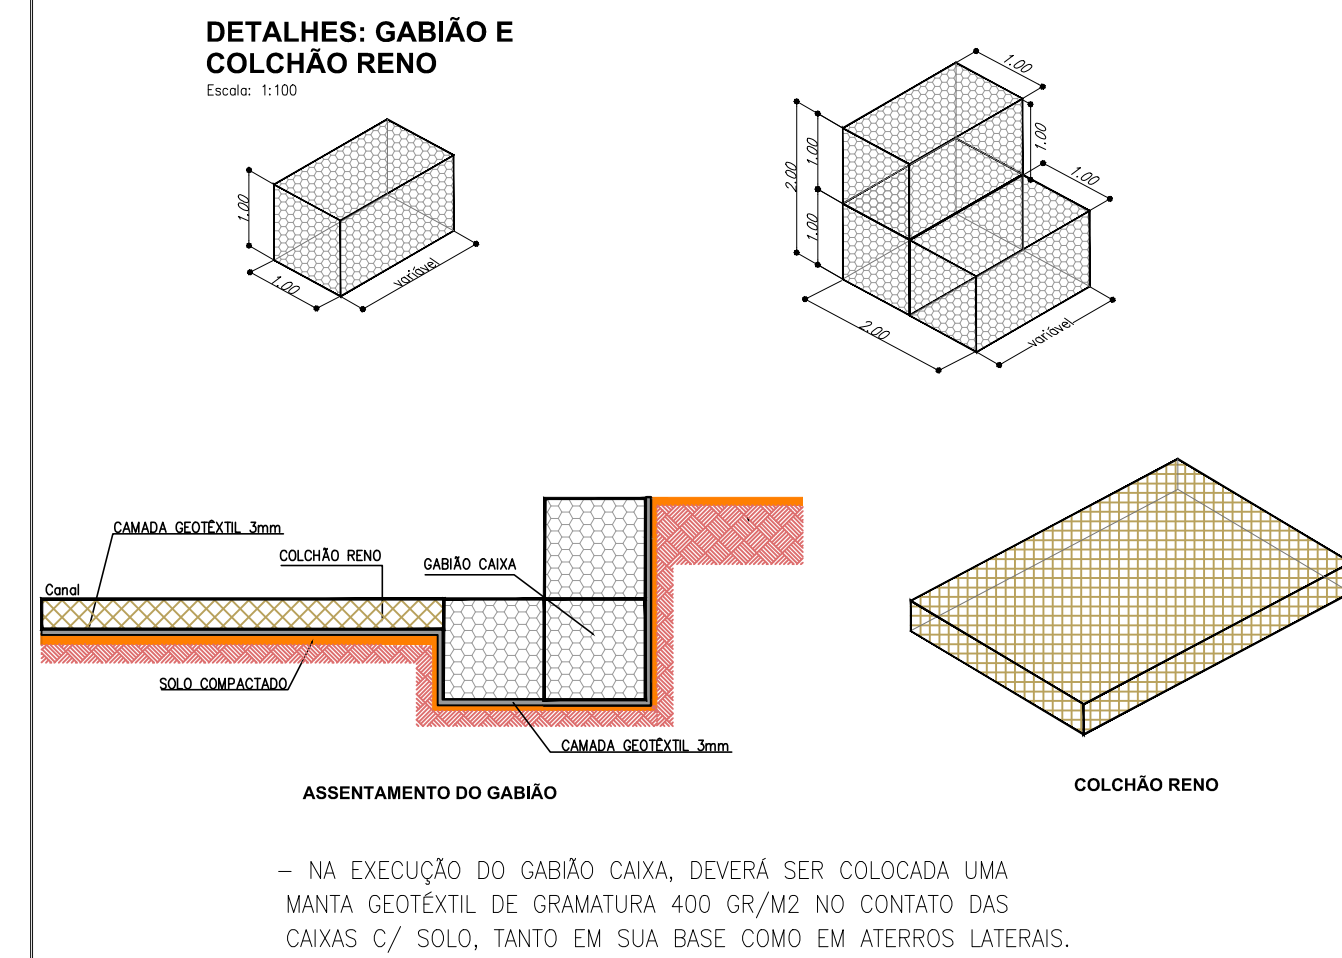 DETALHES: GABIÃO E
COLCHÃO RENO
Escala: 1:100
1.00
1.00
variável
1.00
2.00
1.00
1.00
1.00
1.00
2.00
variável
CAMADA GEOTÊXTIL 3mm
COLCHÃO RENO
GABIÃO CAIXA
Canal
SOLO COMPACTADO
CAMADA GEOTÊXTIL 3mm
ASSENTAMENTO DO GABIÃO
COLCHÃO RENO
– NA EXECUÇÃO DO GABIÃO CAIXA, DEVERÁ SER COLOCADA UMA
MANTA GEOTÉXTIL DE GRAMATURA 400 GR/M2 NO CONTATO DAS
CAIXAS C/ SOLO, TANTO EM SUA BASE COMO EM ATERROS LATERAIS.